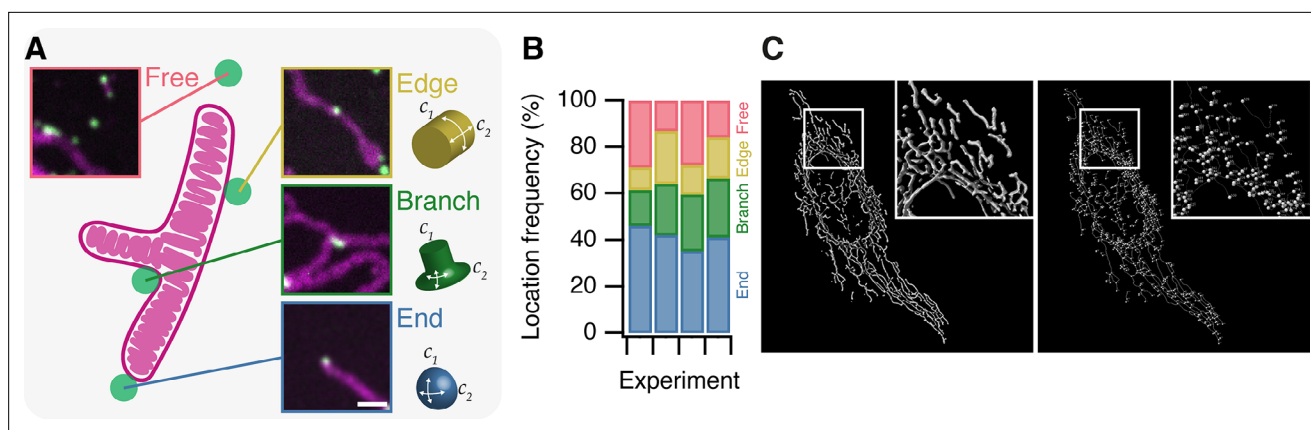 A
Free
Edge
c1
c2
Branch
c1
c2
End
c1
c2
B
Location frequency (%)
100
80
60
40
20
0
Free
Edge
Branch
End
Experiment
C